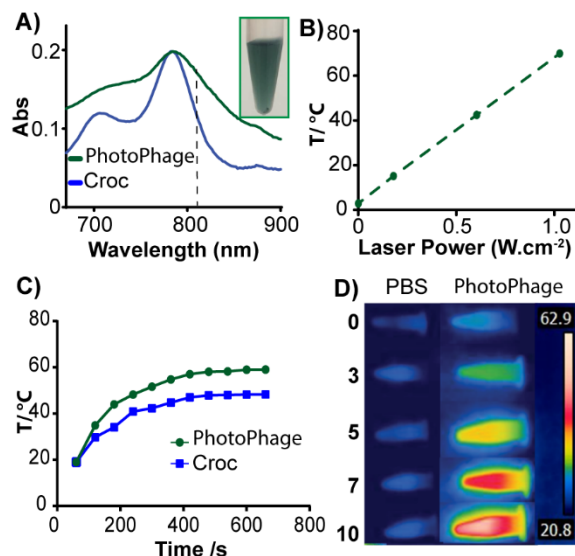 A)
0.2
0.1
Abs
PhotoPhage
Croc
700 800 900
Wavelength (nm)
B)
80
60
40
20
0
T/°C
0 0.5 1.0
Laser Power (W.cm⁻²)
C)
80
60
40
20
0
T/°C
PhotoPhage
Croc
0 200 400 600 800
Time /s
D)
PBS PhotoPhage
0
3
5
7
10
62.9
20.8